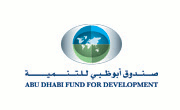 صندوق أبوظبي للتنمية
ABU DHABI FUND FOR DEVELOPMENT